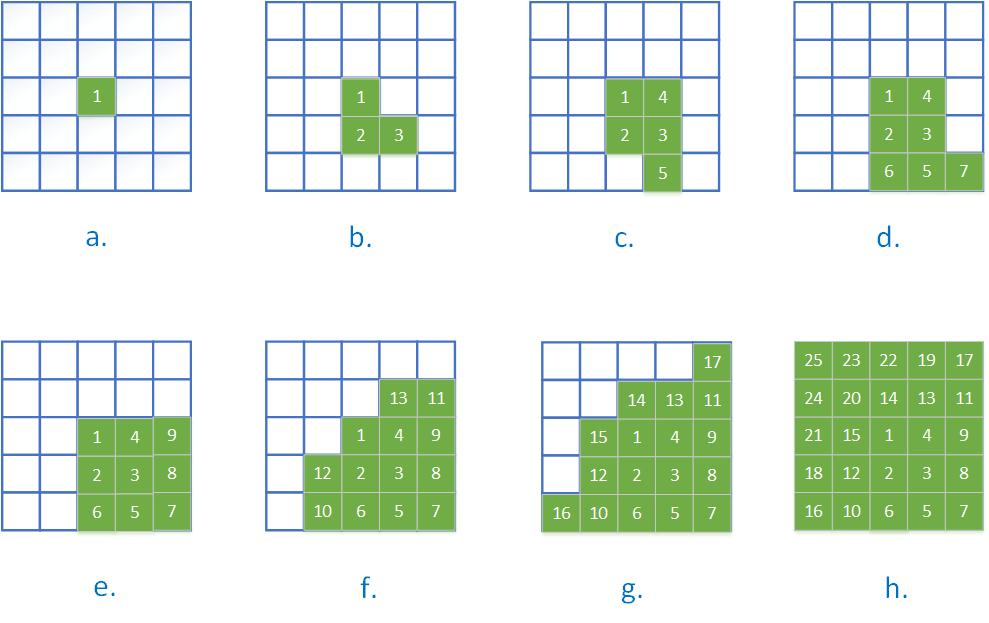 1
1
2 3
1 4
2 3
5
1 4
2 3
6 5 7
a. b. c. d.
1 4 9
2 3 8
6 5 7
13 11
1 4 9
12 2 3 8
10 6 5 7
17
14 13 11
15 1 4 9
12 2 3 8
16 10 6 5 7
25 23 22 19 17
24 20 14 13 11
21 15 1 4 9
18 12 2 3 8
16 10 6 5 7
e. f. g. h.